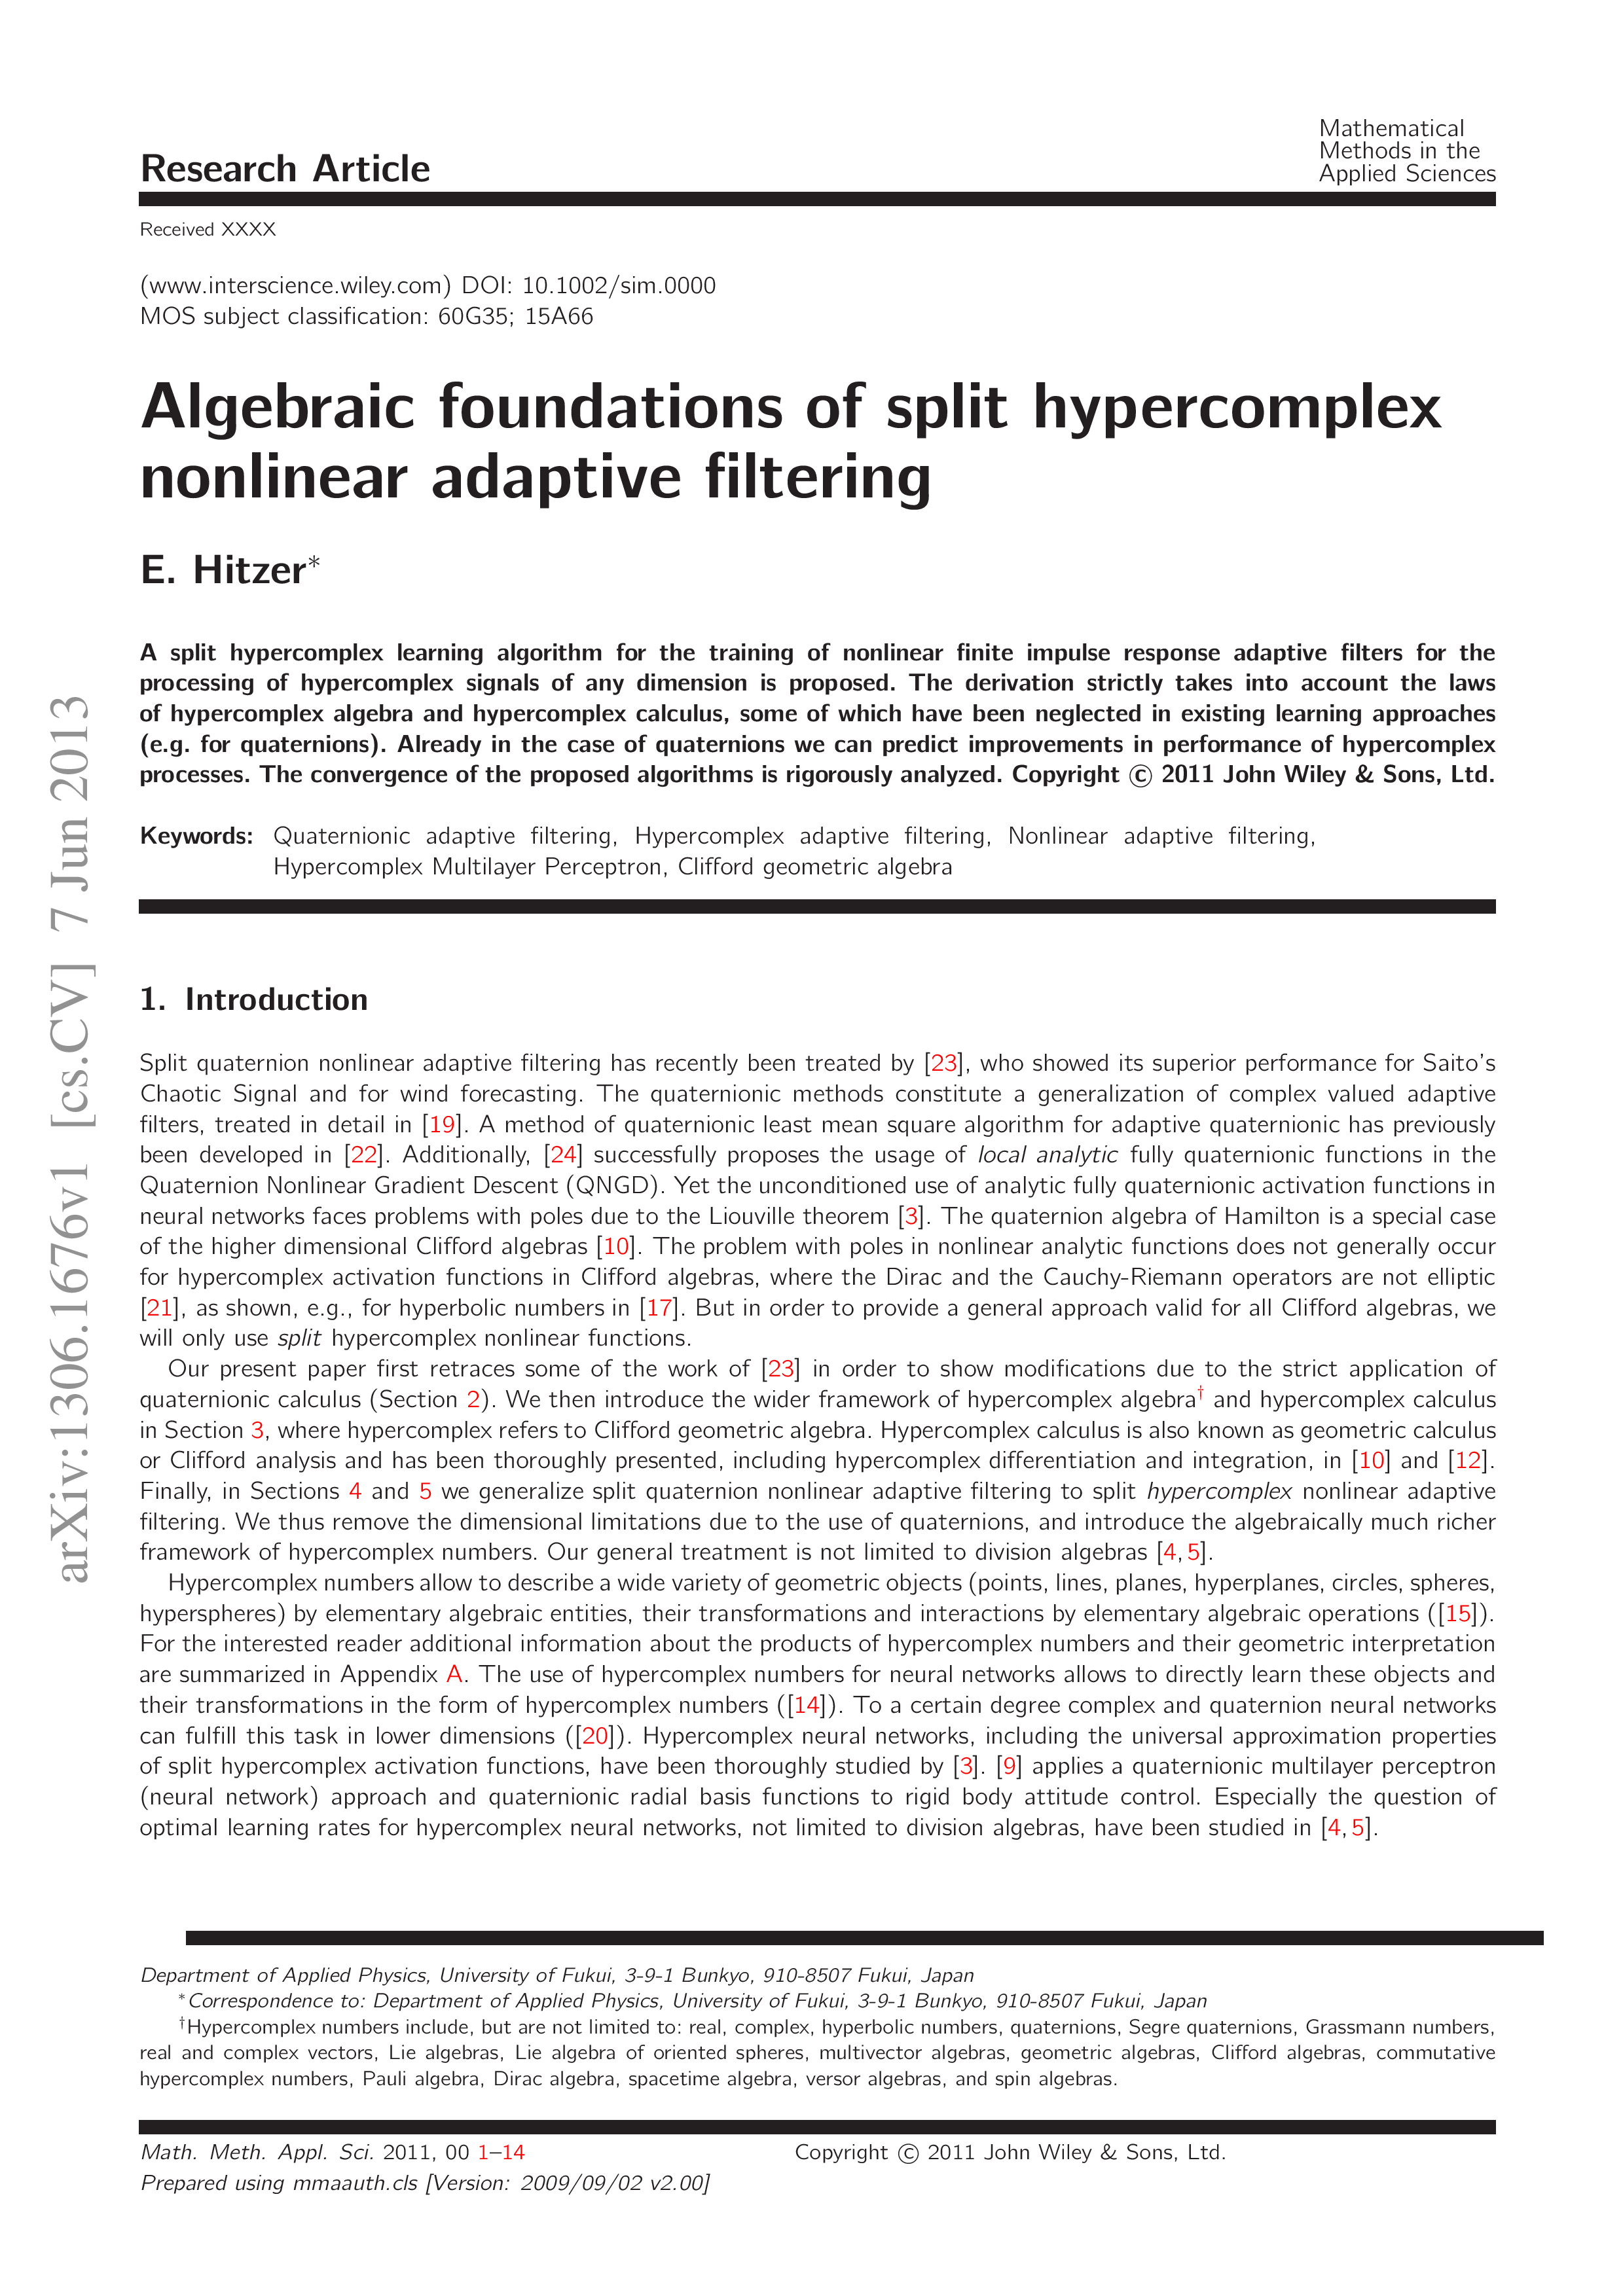 Research Article
Mathematical
Methods in the
Applied Sciences
Received XXXX
(www.interscience.wiley.com) DOI: 10.1002/sim.0000
MOS subject classification: 60G35; 15A66
Algebraic foundations of split hypercomplex
nonlinear adaptive filtering
E. Hitzer*
A split hypercomplex learning algorithm for the training of nonlinear finite impulse response adaptive filters for the
processing of hypercomplex signals of any dimension is proposed. The derivation strictly takes into account the laws
of hypercomplex algebra and hypercomplex calculus, some of which have been neglected in existing learning approaches
(e.g. for quaternions). Already in the case of quaternions we can predict improvements in performance of hypercomplex
processes. The convergence of the proposed algorithms is rigorously analyzed. Copyright © 2011 John Wiley & Sons, Ltd.
Keywords: Quaternionic adaptive filtering, Hypercomplex adaptive filtering, Nonlinear adaptive filtering,
Hypercomplex Multilayer Perceptron, Clifford geometric algebra
1. Introduction
Split quaternion nonlinear adaptive filtering has recently been treated by [23], who showed its superior performance for Saito's
Chaotic Signal and for wind forecasting. The quaternionic methods constitute a generalization of complex valued adaptive
filters, treated in detail in [19]. A method of quaternionic least mean square algorithm for adaptive quaternionic has previously
been developed in [22]. Additionally, [24] successfully proposes the usage of local analytic fully quaternionic functions in the
Quaternion Nonlinear Gradient Descent (QNGD). Yet the unconditioned use of analytic fully quaternionic activation functions in
neural networks faces problems with poles due to the Liouville theorem [3]. The quaternion algebra of Hamilton is a special case
of the higher dimensional Clifford algebras [10]. The problem with poles in nonlinear analytic functions does not generally occur
for hypercomplex activation functions in Clifford algebras, where the Dirac and the Cauchy-Riemann operators are not elliptic
[21], as shown, e.g., for hyperbolic numbers in [17]. But in order to provide a general approach valid for all Clifford algebras, we
will only use split hypercomplex nonlinear functions.
Our present paper first retraces some of the work of [23] in order to show modifications due to the strict application of
quaternionic calculus (Section 2). We then introduce the wider framework of hypercomplex algebra† and hypercomplex calculus
in Section 3, where hypercomplex refers to Clifford geometric algebra. Hypercomplex calculus is also known as geometric calculus
or Clifford analysis and has been thoroughly presented, including hypercomplex differentiation and integration, in [10] and [12].
Finally, in Sections 4 and 5 we generalize split quaternion nonlinear adaptive filtering to split hypercomplex nonlinear adaptive
filtering. We thus remove the dimensional limitations due to the use of quaternions, and introduce the algebraically much richer
framework of hypercomplex numbers. Our general treatment is not limited to division algebras [4, 5].
Hypercomplex numbers allow to describe a wide variety of geometric objects (points, lines, planes, hyperplanes, circles, spheres,
hyperspheres) by elementary algebraic entities, their transformations and interactions by elementary algebraic operations ([15]).
For the interested reader additional information about the products of hypercomplex numbers and their geometric interpretation
are summarized in Appendix A. The use of hypercomplex numbers for neural networks allows to directly learn these objects and
their transformations in the form of hypercomplex numbers ([14]). To a certain degree complex and quaternion neural networks
can fulfill this task in lower dimensions ([20]). Hypercomplex neural networks, including the universal approximation properties
of split hypercomplex activation functions, have been thoroughly studied by [3]. [9] applies a quaternionic multilayer perceptron
(neural network) approach and quaternionic radial basis functions to rigid body attitude control. Especially the question of
optimal learning rates for hypercomplex neural networks, not limited to division algebras, have been studied in [4, 5].
Department of Applied Physics, University of Fukui, 3-9-1 Bunkyo, 910-8507 Fukui, Japan
*Correspondence to: Department of Applied Physics, University of Fukui, 3-9-1 Bunkyo, 910-8507 Fukui, Japan
†Hypercomplex numbers include, but are not limited to: real, complex, hyperbolic numbers, quaternions, Segre quaternions, Grassmann numbers,
real and complex vectors, Lie algebras, Lie algebra of oriented spheres, multivector algebras, geometric algebras, Clifford algebras, commutative
hypercomplex numbers, Pauli algebra, Dirac algebra, spacetime algebra, versor algebras, and spin algebras.
Math. Meth. Appl. Sci. 2011, 00 1–14
Copyright © 2011 John Wiley & Sons, Ltd.
Prepared using mmaauth.cls [Version: 2009/09/02 v2.00]
arXiv:1306.1676v1 [cs.CV] 7 Jun 2013